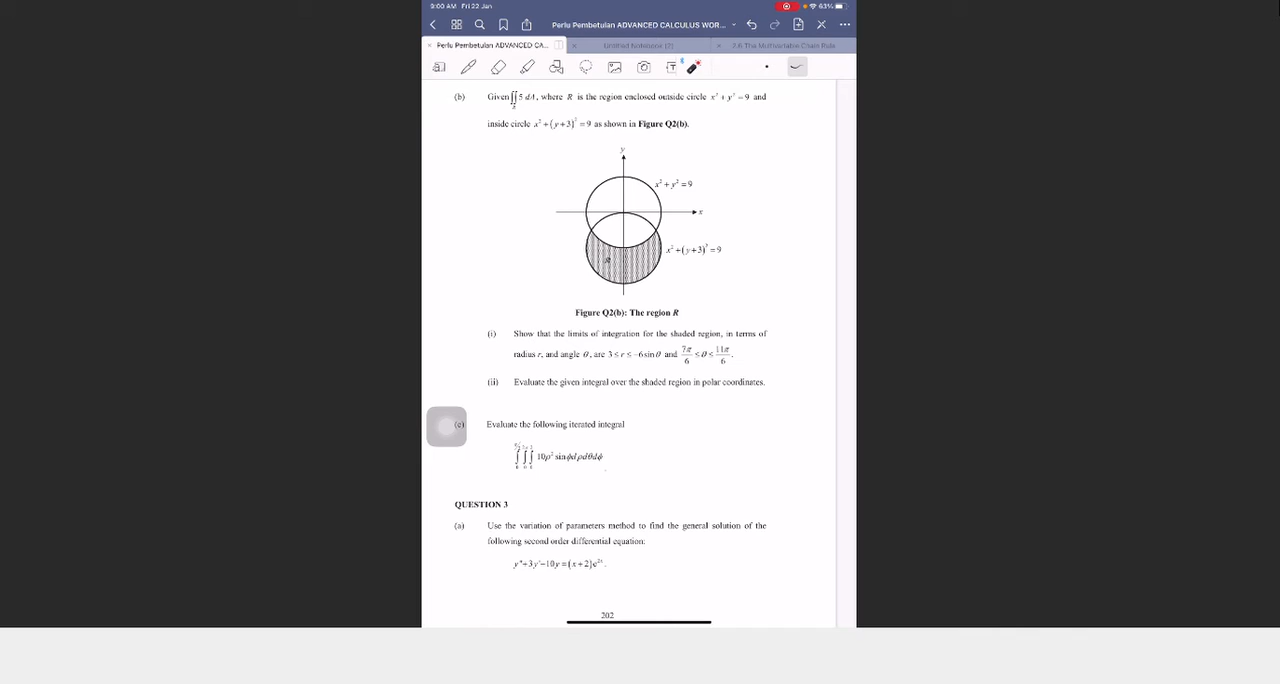 9:00 AM Fri 22 Jan
63%
Perlu Pembetulan ADVANCED CALCULUS WOR...
Perlu Pembetulan ADVANCED CA...
Untitled Notebook (2)
2.6 The Multivariable Chain Rule
(b) Given ∬_R 5 dA, where R is the region enclosed outside circle x² + y² = 9 and
inside circle x² + (y + 3)² = 9 as shown in Figure Q2(b).
y
x² + y² = 9
x
x² + (y + 3)² = 9
R
Figure Q2(b): The region R
(i) Show that the limits of integration for the shaded region, in terms of
radius r, and angle θ, are 3 ≤ r ≤ -6 sin θ and 7π/6 ≤ θ ≤ 11π/6.
(ii) Evaluate the given integral over the shaded region in polar coordinates.
(c) Evaluate the following iterated integral
∫∫∫ 10ρ² sin ϕ dρ dθ dϕ
QUESTION 3
(a) Use the variation of parameters method to find the general solution of the
following second order differential equation:
y"+3y'-10y = (x + 2)e²ˣ.
202